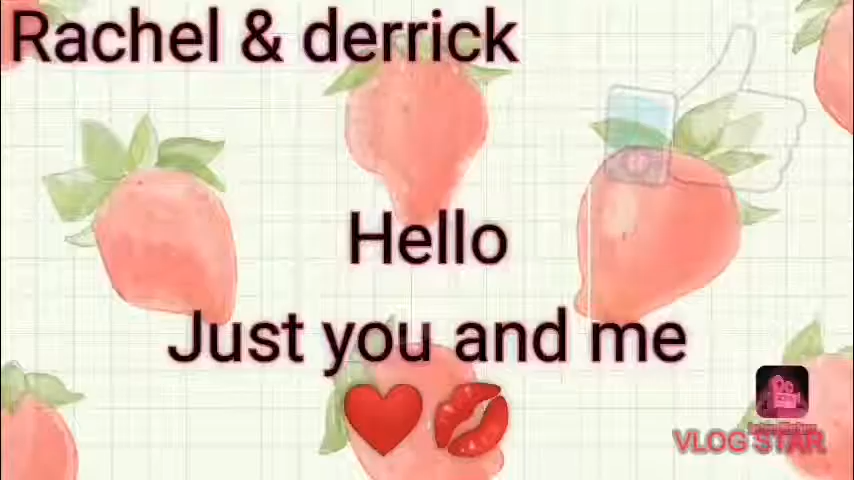 Rachel & derrick
Hello
Just you and me
❤️💋
VLOG STAR